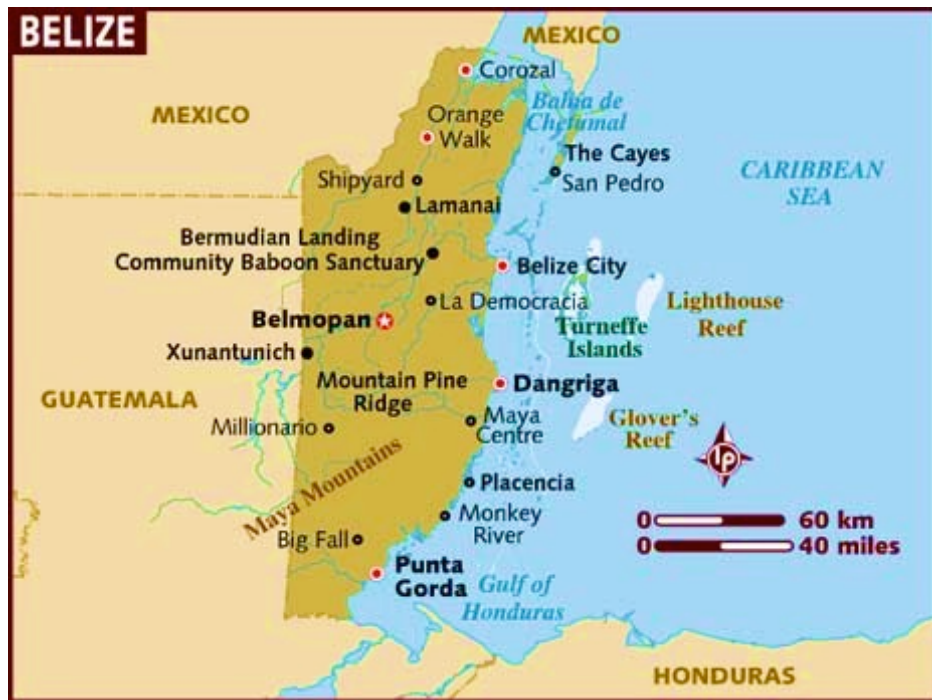 BELIZE
MEXICO
Corozal
MEXICO
Bahia de
Chetumal
Orange
Walk
The Cayes
San Pedro
CARIBBEAN
SEA
Shipyard
Lamanai
Bermudian Landing
Community Baboon Sanctuary
Belize City
La Democracia
Lighthouse
Reef
Belmopan
Turneffe
Islands
Xunantunich
Mountain Pine
Ridge
Dangriga
GUATEMALA
Millionario
Maya
Centre
Glover's
Reef
Maya Mountains
lp
Placencia
Monkey
River
0 60 km
0 40 miles
Big Fall
Punta
Gorda
Gulf of
Honduras
HONDURAS